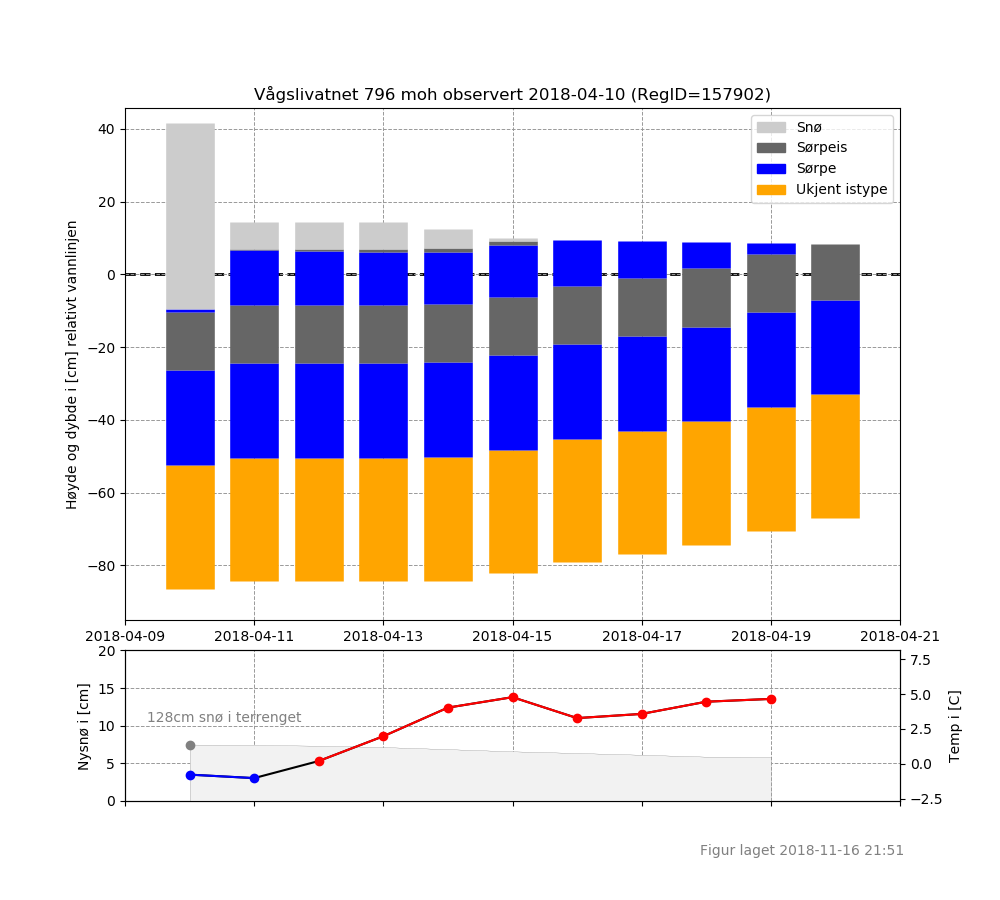 Vågslivatnet 796 moh observert 2018-04-10 (RegID=157902)
Høyde og dybde i [cm] relativt vannlinjen
40
20
0
−20
−40
−60
−80
Snø
Sørpeis
Sørpe
Ukjent istype
2018-04-09
2018-04-11
2018-04-13
2018-04-15
2018-04-17
2018-04-19
2018-04-21
Nysnø i [cm]
20
15
10
5
0
128cm snø i terrenget
7.5
5.0
2.5
0.0
−2.5
Temp i [C]
Figur laget 2018-11-16 21:51